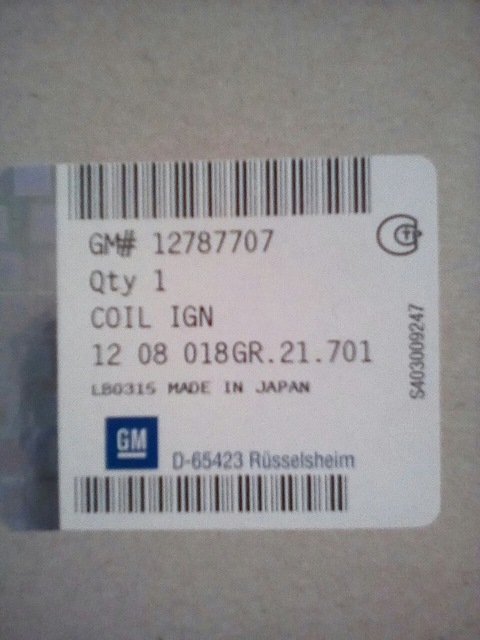 GM# 12787707
Qty 1
COIL IGN
12 08 018GR.21.701
LB0315 MADE IN JAPAN
GM
D-65423 Rüsselsheim
S403009247